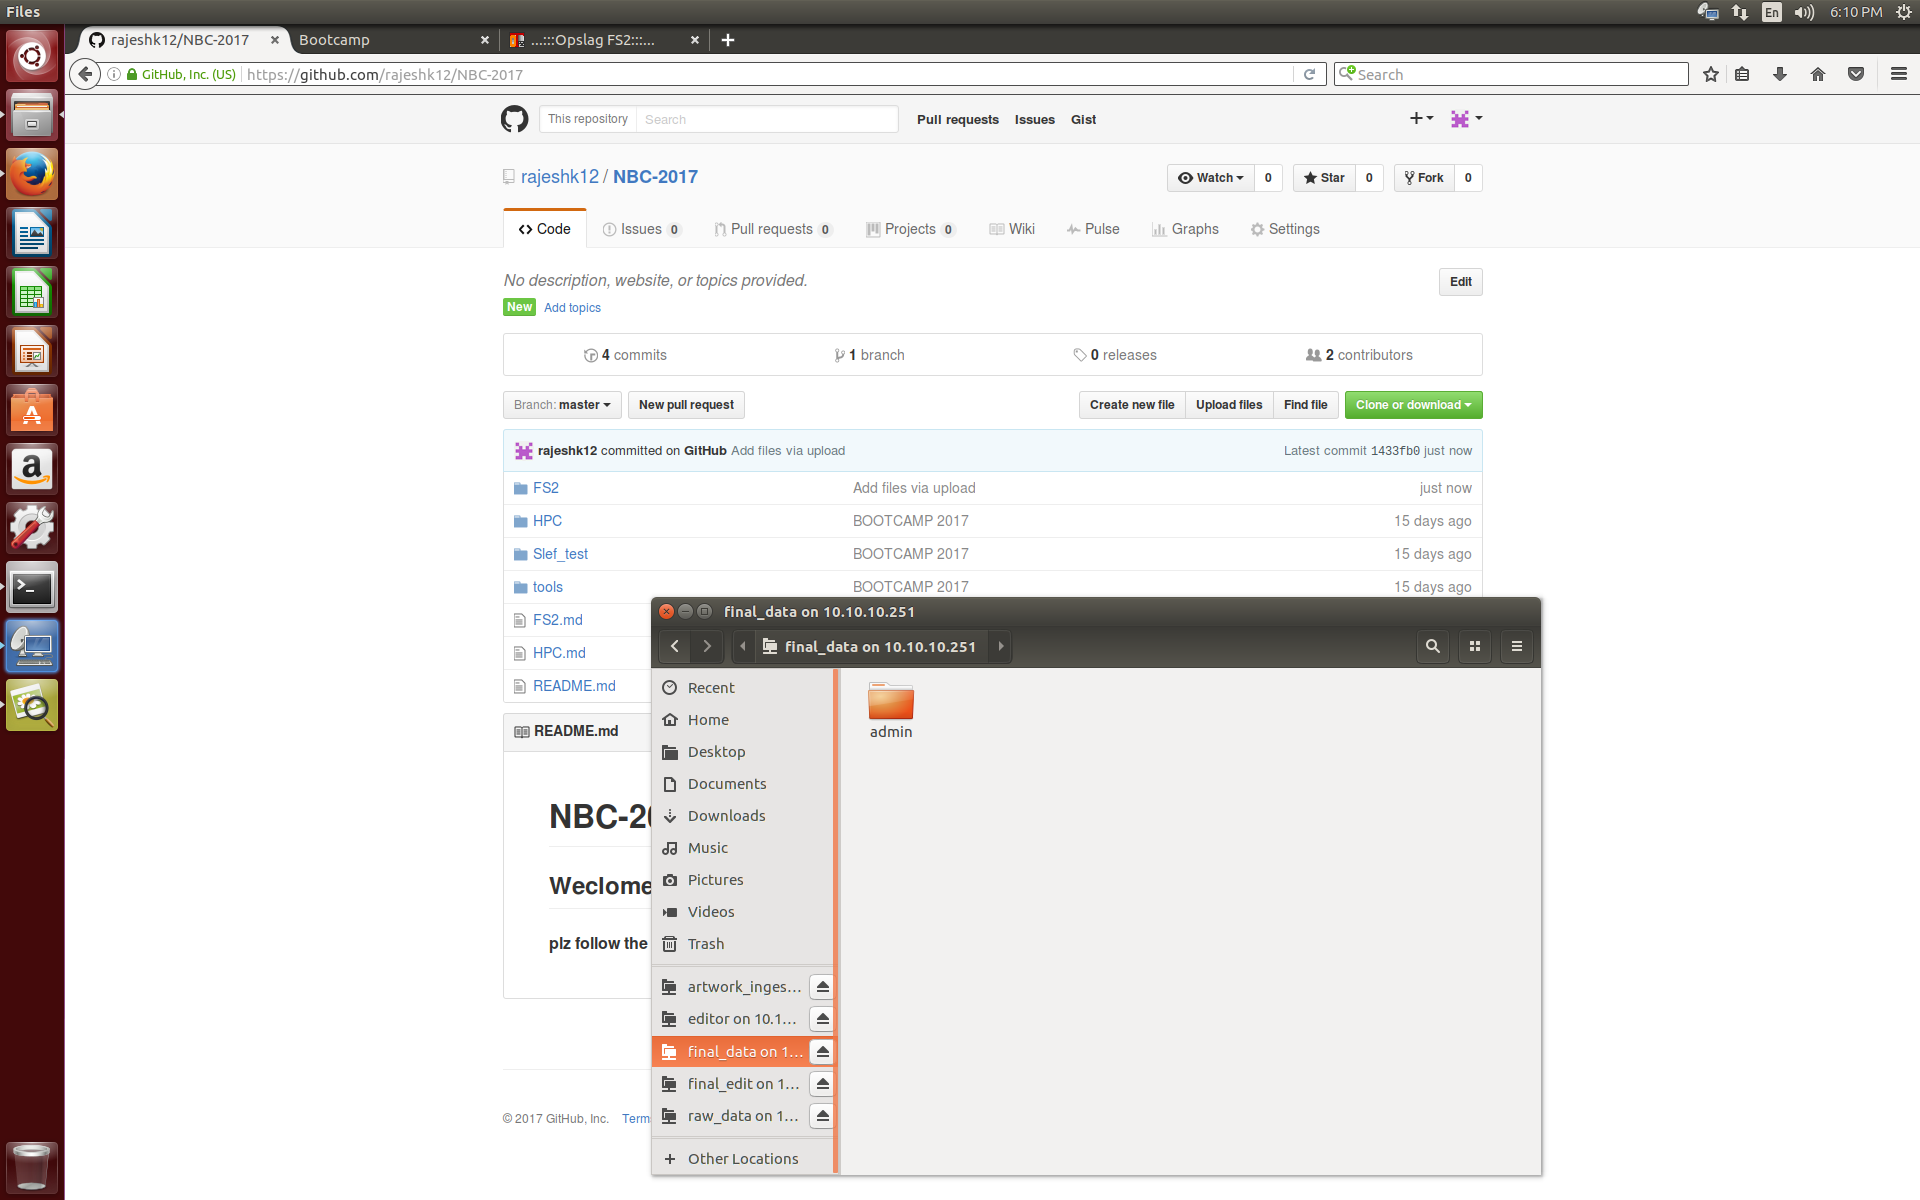 Files
En
6:10 PM
rajeshk12/NBC-2017
Bootcamp
...:::Opslag FS2:::...
GitHub, Inc. (US)
https://github.com/rajeshk12/NBC-2017
Search
This repository
Search
Pull requests
Issues
Gist
rajeshk12 / NBC-2017
Watch
0
Star
0
Fork
0
Code
Issues 0
Pull requests 0
Projects 0
Wiki
Pulse
Graphs
Settings
No description, website, or topics provided.
Edit
New
Add topics
4 commits
1 branch
0 releases
2 contributors
Branch: master
New pull request
Create new file
Upload files
Find file
Clone or download
rajeshk12 committed on GitHub Add files via upload
Latest commit 1433fb0 just now
FS2
Add files via upload
just now
HPC
BOOTCAMP 2017
15 days ago
Slef_test
BOOTCAMP 2017
15 days ago
tools
BOOTCAMP 2017
15 days ago
FS2.md
HPC.md
README.md
README.md
NBC-20
Weclome
plz follow the
© 2017 GitHub, Inc.
Terms
final_data on 10.10.10.251
final_data on 10.10.10.251
Recent
Home
Desktop
Documents
Downloads
Music
Pictures
Videos
Trash
artwork_inges...
editor on 10.1...
final_data on 1...
final_edit on 1...
raw_data on 1...
Other Locations
admin